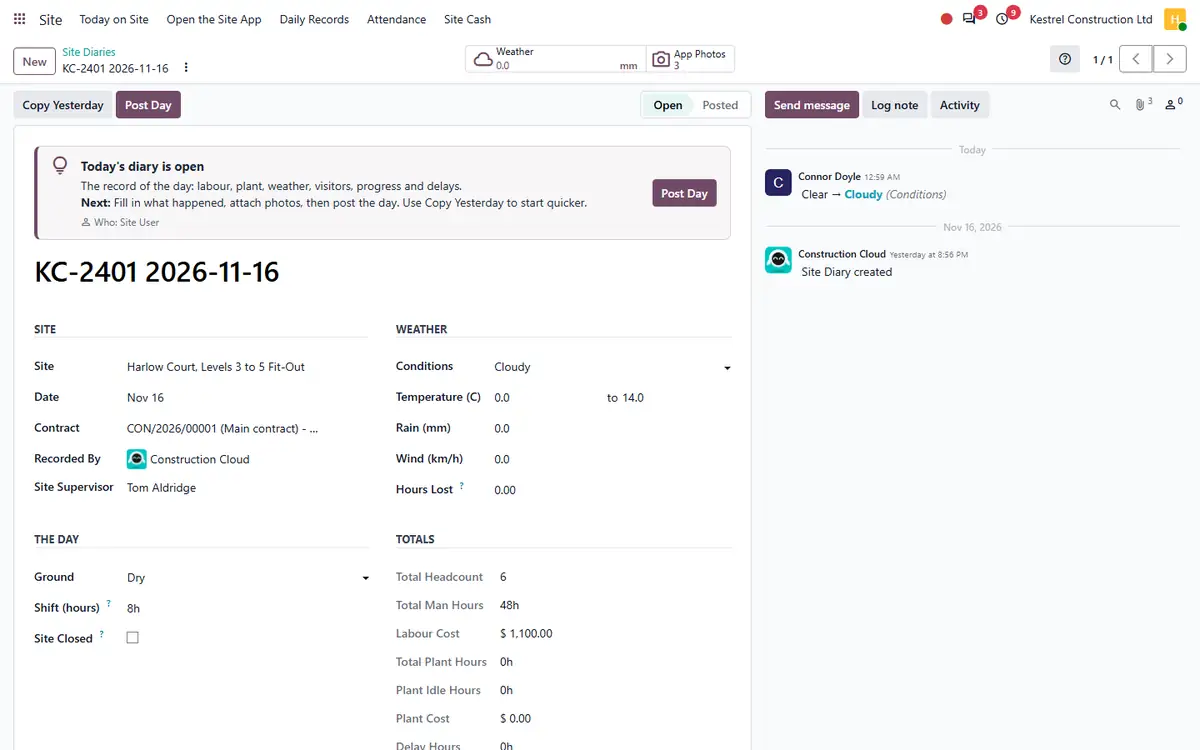 Site
Today on Site
Open the Site App
Daily Records
Attendance
Site Cash
3
9
Kestrel Construction Ltd
H
New
Site Diaries
KC-2401 2026-11-16
Weather
0.0
mm
App Photos
3
1 / 1
Copy Yesterday
Post Day
Open
Posted
Send message
Log note
Activity
3
0
Today's diary is open
The record of the day: labour, plant, weather, visitors, progress and delays.
Next: Fill in what happened, attach photos, then post the day. Use Copy Yesterday to start quicker.
Who: Site User
Post Day
KC-2401 2026-11-16
SITE
Site
Harlow Court, Levels 3 to 5 Fit-Out
Date
Nov 16
Contract
CON/2026/00001 (Main contract) - ...
Recorded By
Construction Cloud
Site Supervisor
Tom Aldridge
WEATHER
Conditions
Cloudy
Temperature (C)
0.0
to 14.0
Rain (mm)
0.0
Wind (km/h)
0.0
Hours Lost ?
0.00
THE DAY
Ground
Dry
Shift (hours) ?
8h
Site Closed ?
TOTALS
Total Headcount
6
Total Man Hours
48h
Labour Cost
$ 1,100.00
Total Plant Hours
0h
Plant Idle Hours
0h
Plant Cost
$ 0.00
Delay Hours
0h
Today
C
Connor Doyle 12:59 AM
Clear → Cloudy (Conditions)
Nov 16, 2026
Construction Cloud Yesterday at 8:56 PM
Site Diary created